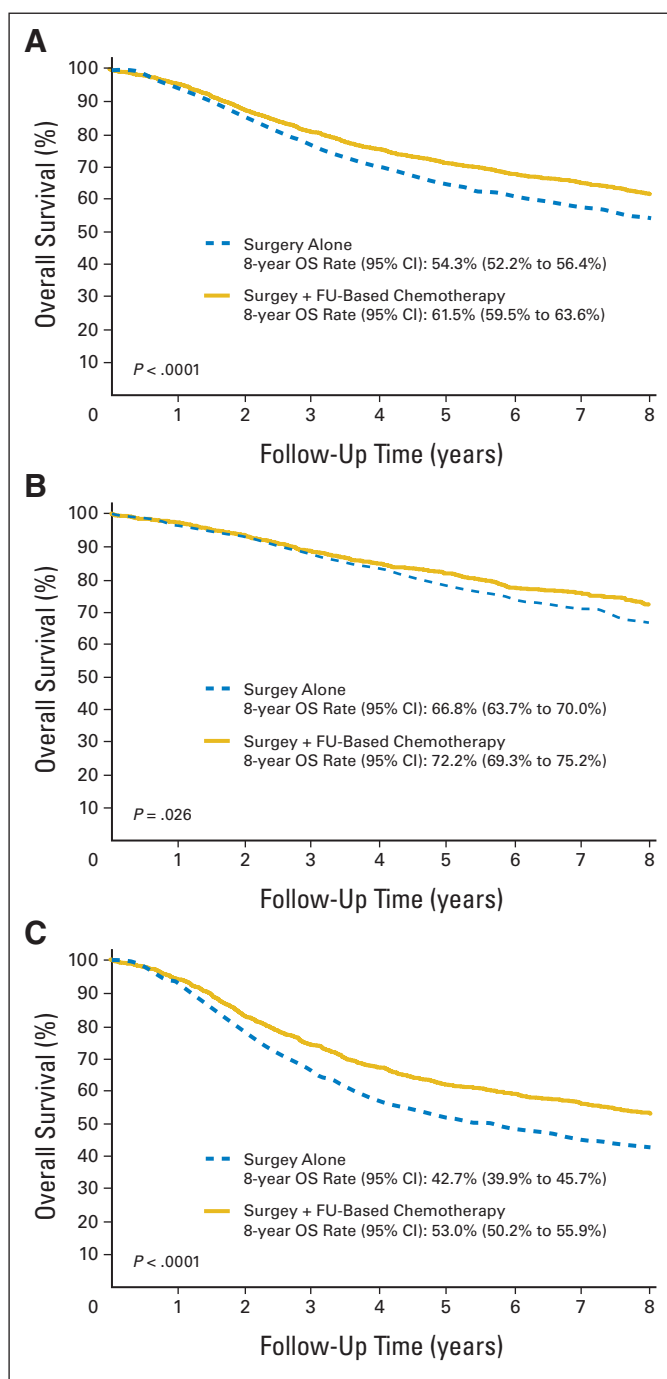 A
100
90
80
70
60
50
40
30
20
10
0
Overall Survival (%)
Surgery Alone
8-year OS Rate (95% CI): 54.3% (52.2% to 56.4%)
Surgey + FU-Based Chemotherapy
8-year OS Rate (95% CI): 61.5% (59.5% to 63.6%)
P < .0001
1 2 3 4 5 6 7 8
Follow-Up Time (years)
B
100
90
80
70
60
50
40
30
20
10
0
Overall Survival (%)
Surgey Alone
8-year OS Rate (95% CI): 66.8% (63.7% to 70.0%)
Surgey + FU-Based Chemotherapy
8-year OS Rate (95% CI): 72.2% (69.3% to 75.2%)
P = .026
1 2 3 4 5 6 7 8
Follow-Up Time (years)
C
100
90
80
70
60
50
40
30
20
10
0
Overall Survival (%)
Surgey Alone
8-year OS Rate (95% CI): 42.7% (39.9% to 45.7%)
Surgey + FU-Based Chemotherapy
8-year OS Rate (95% CI): 53.0% (50.2% to 55.9%)
P < .0001
1 2 3 4 5 6 7 8
Follow-Up Time (years)